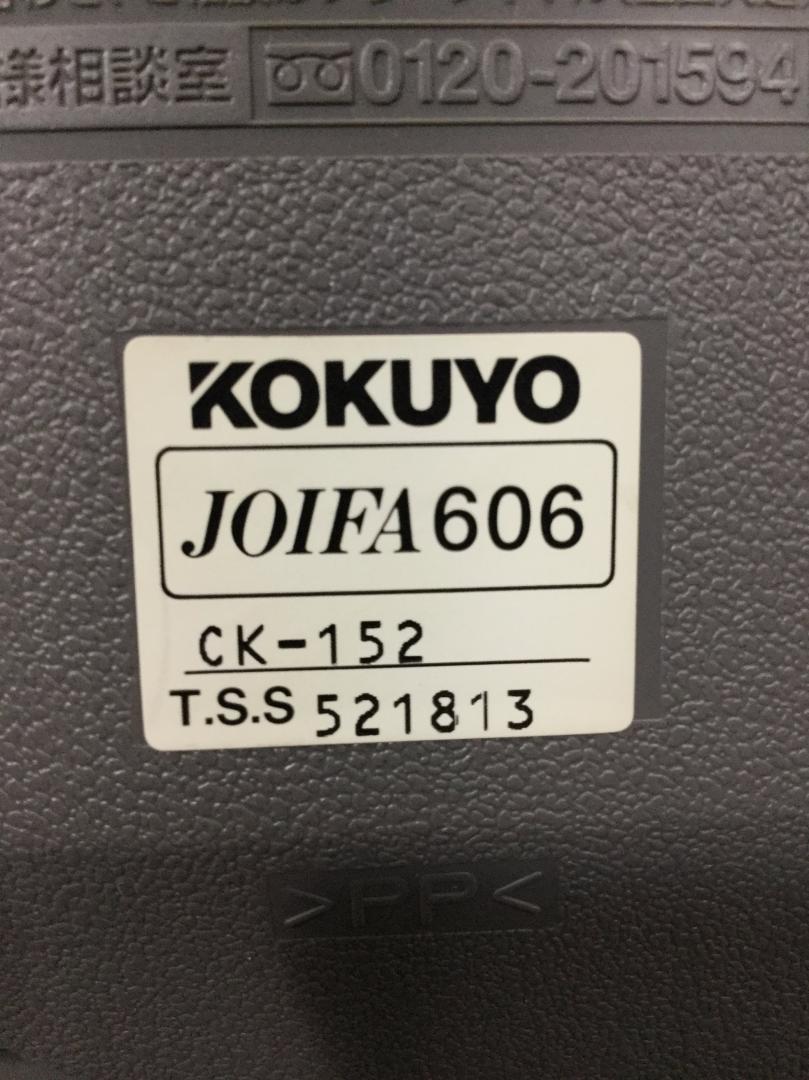 様相談室 0120-201594
KOKUYO
JOIFA606
CK-152
T.S.S 521813
>PP<